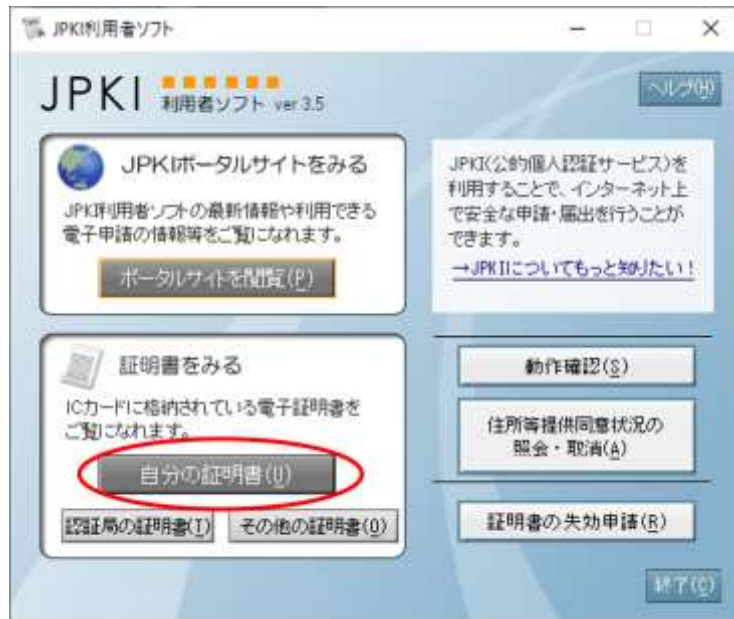 JPKI利用者ソフト
JPKI 利用者ソフト ver 3.5
ヘルプ(H)
JPKIポータルサイトをみる
JPKI利用者ソフトの最新情報や利用できる
電子申請の情報等をご覧になれます。
ポータルサイトを閲覧(P)
JPKI(公的個人認証サービス)を
利用することで、インターネット上
で安全な申請・届出を行うことが
できます。
→JPKIについてもっと知りたい!
証明書をみる
ICカードに格納されている電子証明書を
ご覧になれます。
自分の証明書(U)
認証局の証明書(T) その他の証明書(O)
動作確認(S)
住所等提供同意状況の
照会・取消(A)
証明書の失効申請(R)
終了(C)